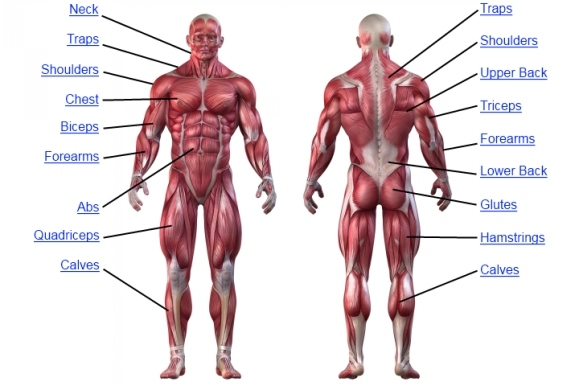 Neck
Traps
Shoulders
Chest
Biceps
Forearms
Abs
Quadriceps
Calves
Traps
Shoulders
Upper Back
Triceps
Forearms
Lower Back
Glutes
Hamstrings
Calves